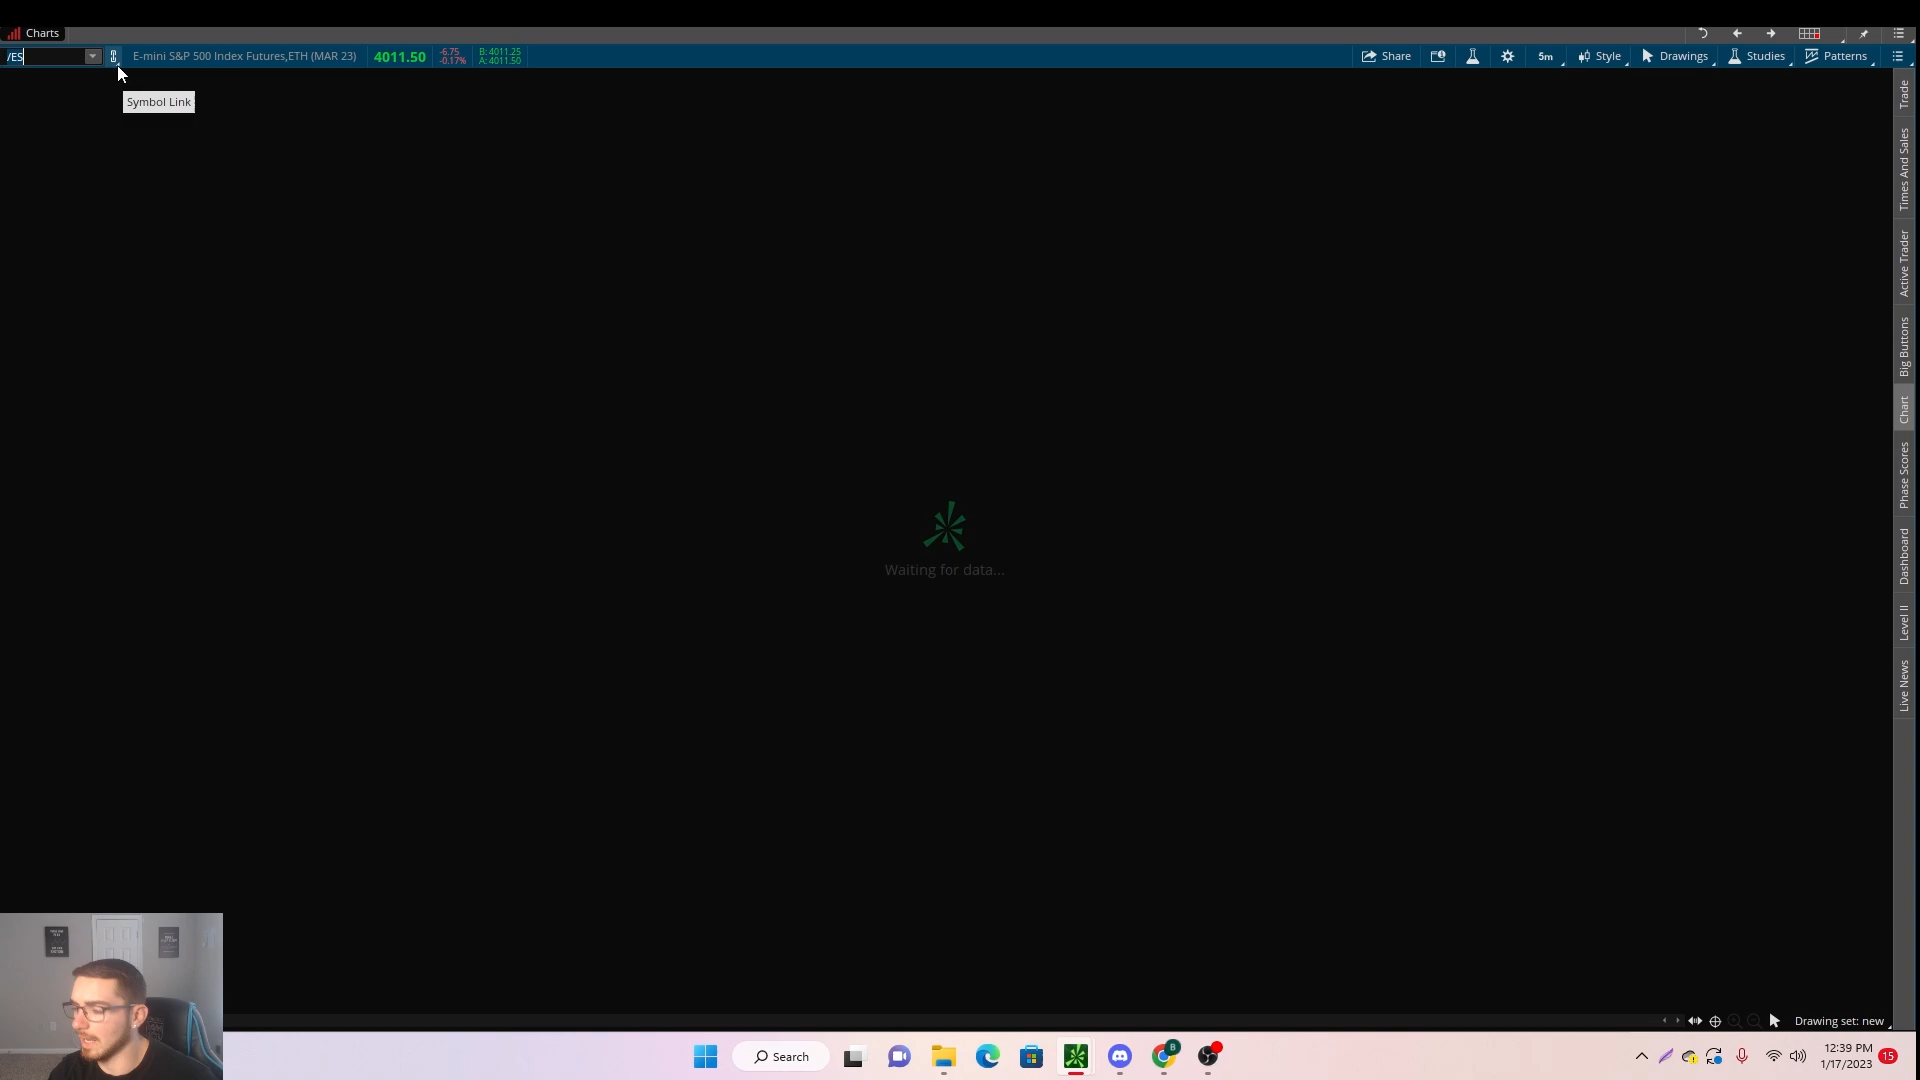 Charts
/ES
E-mini S&P 500 Index Futures,ETH (MAR 23)
4011.50
-6.75
-0.17%
B: 4011.25
A: 4011.50
Share
5m
Style
Drawings
Studies
Patterns
Symbol Link
Trade
Times And Sales
Active Trader
Big Buttons
Chart
Phase Scores
Dashboard
Level II
Live News
Waiting for data...
Drawing set: new
Search
B
12:39 PM
1/17/2023
15